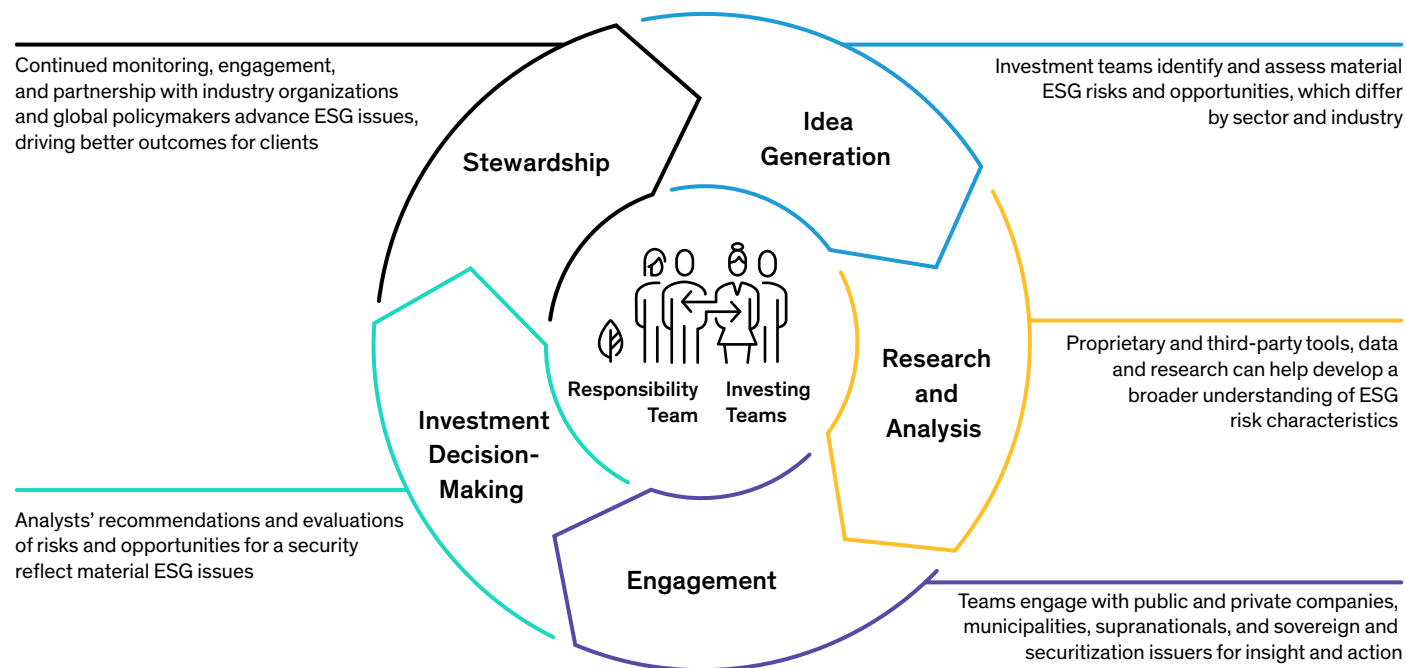 Continued monitoring, engagement,
and partnership with industry organizations
and global policymakers advance ESG issues,
driving better outcomes for clients
Stewardship
Idea
Generation
Investment teams identify and assess material
ESG risks and opportunities, which differ
by sector and industry
Responsibility
Team
Investing
Teams
Research
and
Analysis
Proprietary and third-party tools, data
and research can help develop a
broader understanding of ESG
risk characteristics
Investment
Decision-
Making
Analysts’ recommendations and evaluations
of risks and opportunities for a security
reflect material ESG issues
Engagement
Teams engage with public and private companies,
municipalities, supranationals, and sovereign and
securitization issuers for insight and action